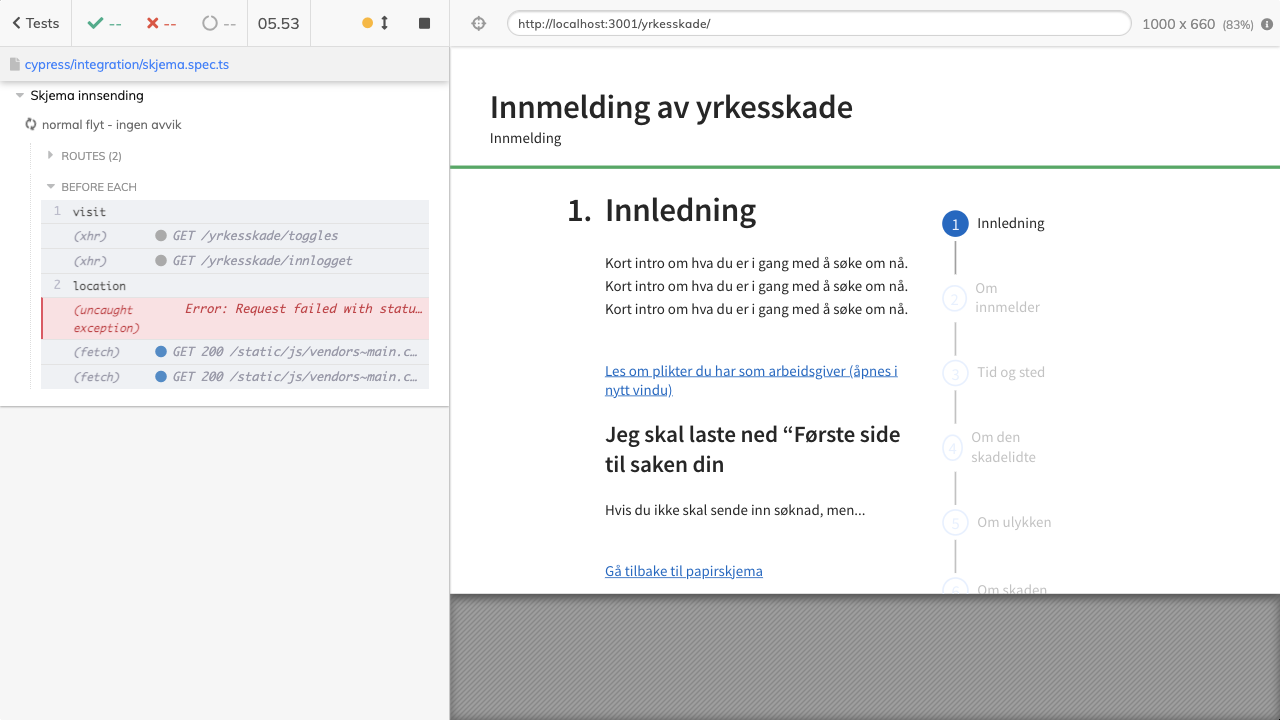 Tests
--
--
--
05.53
http://localhost:3001/yrkesskade/
1000 x 660 (83%)
cypress/integration/skjema.spec.ts
Skjema innsending
normal flyt - ingen avvik
ROUTES (2)
BEFORE EACH
1 visit
(xhr) GET /yrkesskade/toggles
(xhr) GET /yrkesskade/innlogget
2 location
(uncaught exception) Error: Request failed with statu…
(fetch) GET 200 /static/js/vendors~main.c…
(fetch) GET 200 /static/js/vendors~main.c…
Innmelding av yrkesskade
Innmelding
1. Innledning
Kort intro om hva du er i gang med å søke om nå.
Kort intro om hva du er i gang med å søke om nå.
Kort intro om hva du er i gang med å søke om nå.
Les om plikter du har som arbeidsgiver (åpnes i
nytt vindu)
Jeg skal laste ned “Første side
til saken din
Hvis du ikke skal sende inn søknad, men...
Gå tilbake til papirskjema
1 Innledning
2 Om
innmelder
3 Tid og sted
4 Om den
skadelidte
5 Om ulykken
6 Om skaden